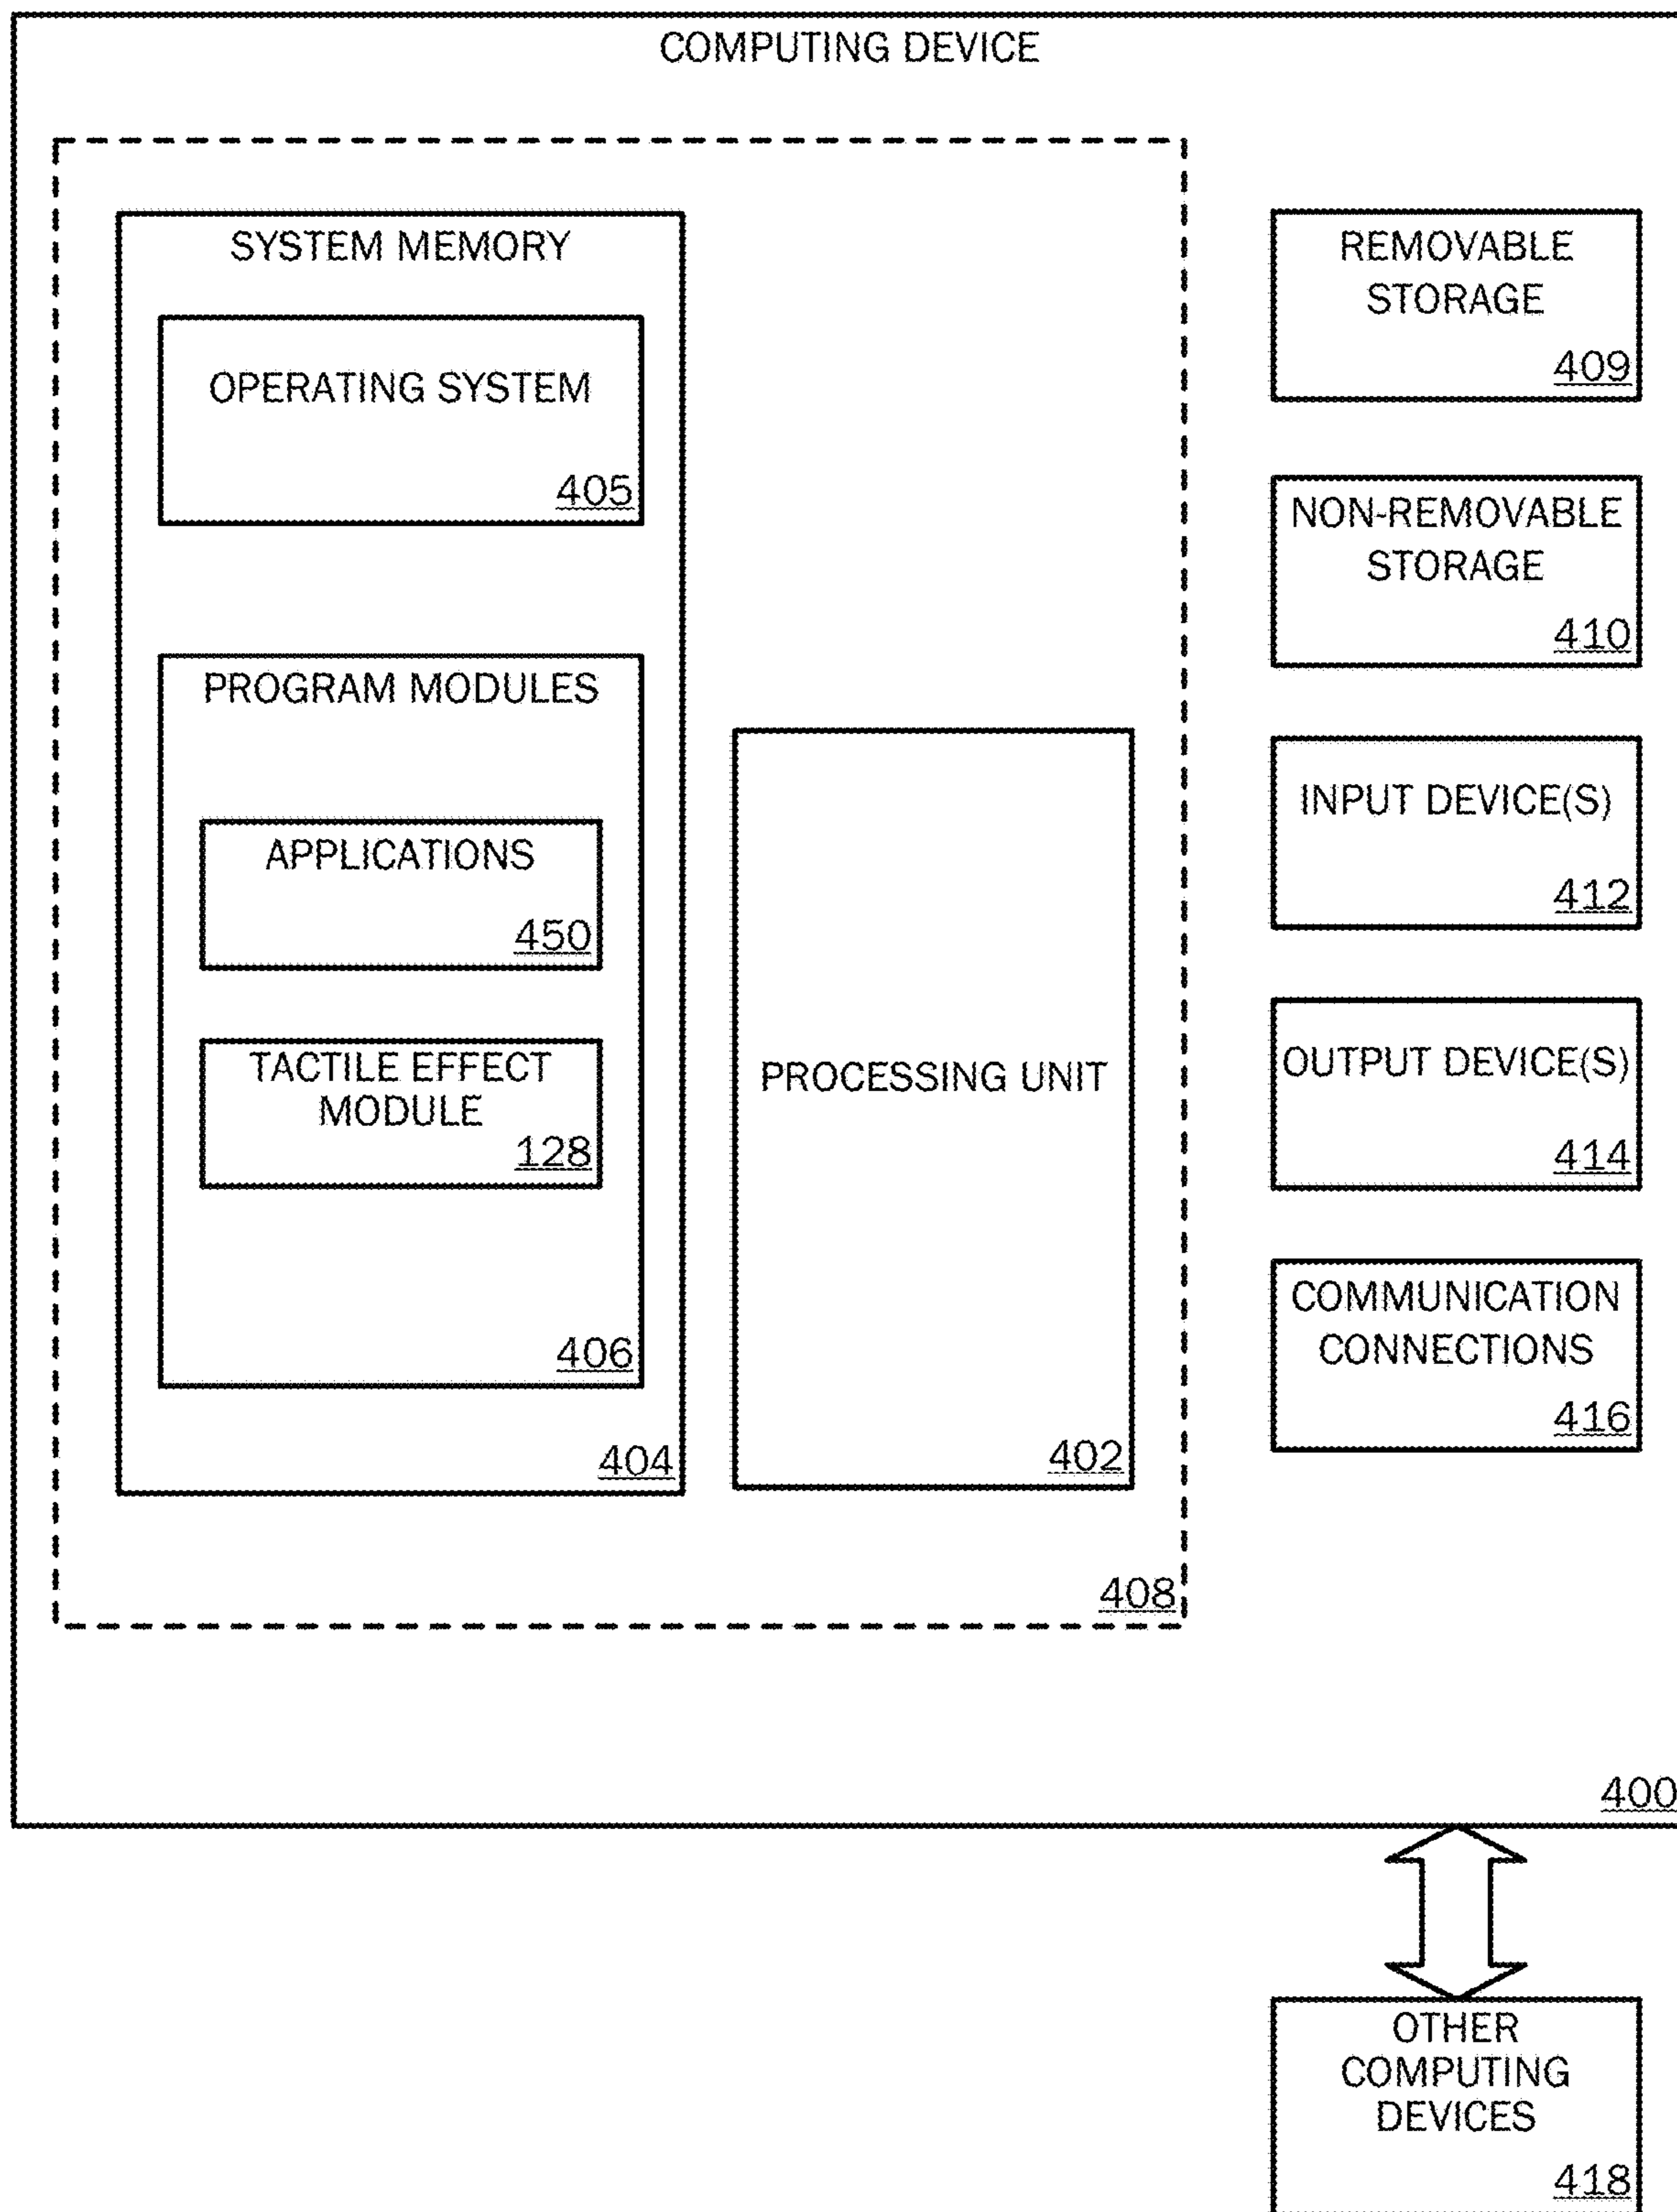 COMPUTING DEVICE
SYSTEM MEMORY
OPERATING SYSTEM
405
PROGRAM MODULES
APPLICATIONS
450
TACTILE EFFECT
MODULE
128
406
404
PROCESSING UNIT
402
408
REMOVABLE
STORAGE
409
NON-REMOVABLE
STORAGE
410
INPUT DEVICE(S)
412
OUTPUT DEVICE(S)
414
COMMUNICATION
CONNECTIONS
416
400
OTHER
COMPUTING
DEVICES
418